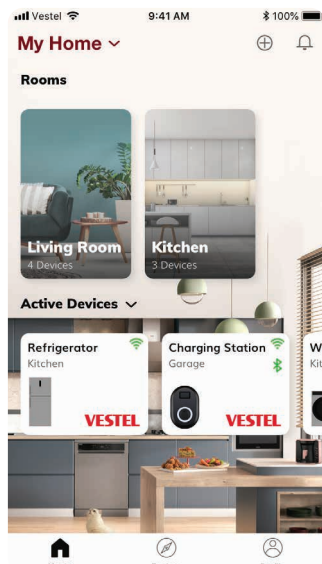 Vestel 9:41 AM 100%
My Home
Rooms
Living Room
4 Devices
Kitchen
3 Devices
Active Devices
Refrigerator
Kitchen
VESTEL
Charging Station
Garage
VESTEL
W
Kit